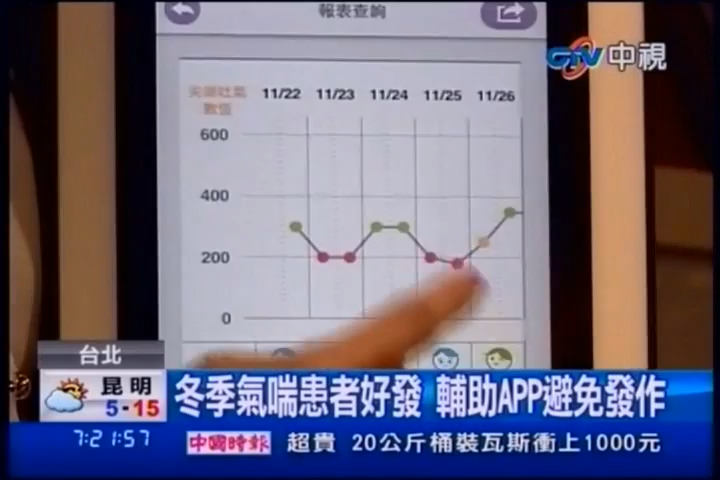 報表查詢
CTV中視
尖峰吐氣
數值
11/22 11/23 11/24 11/25 11/26
600
400
200
0
台北
昆明
5-15
冬季氣喘患者好發 輔助APP避免發作
7:21:57
中國時報
超貴 20公斤桶裝瓦斯衝上1000元